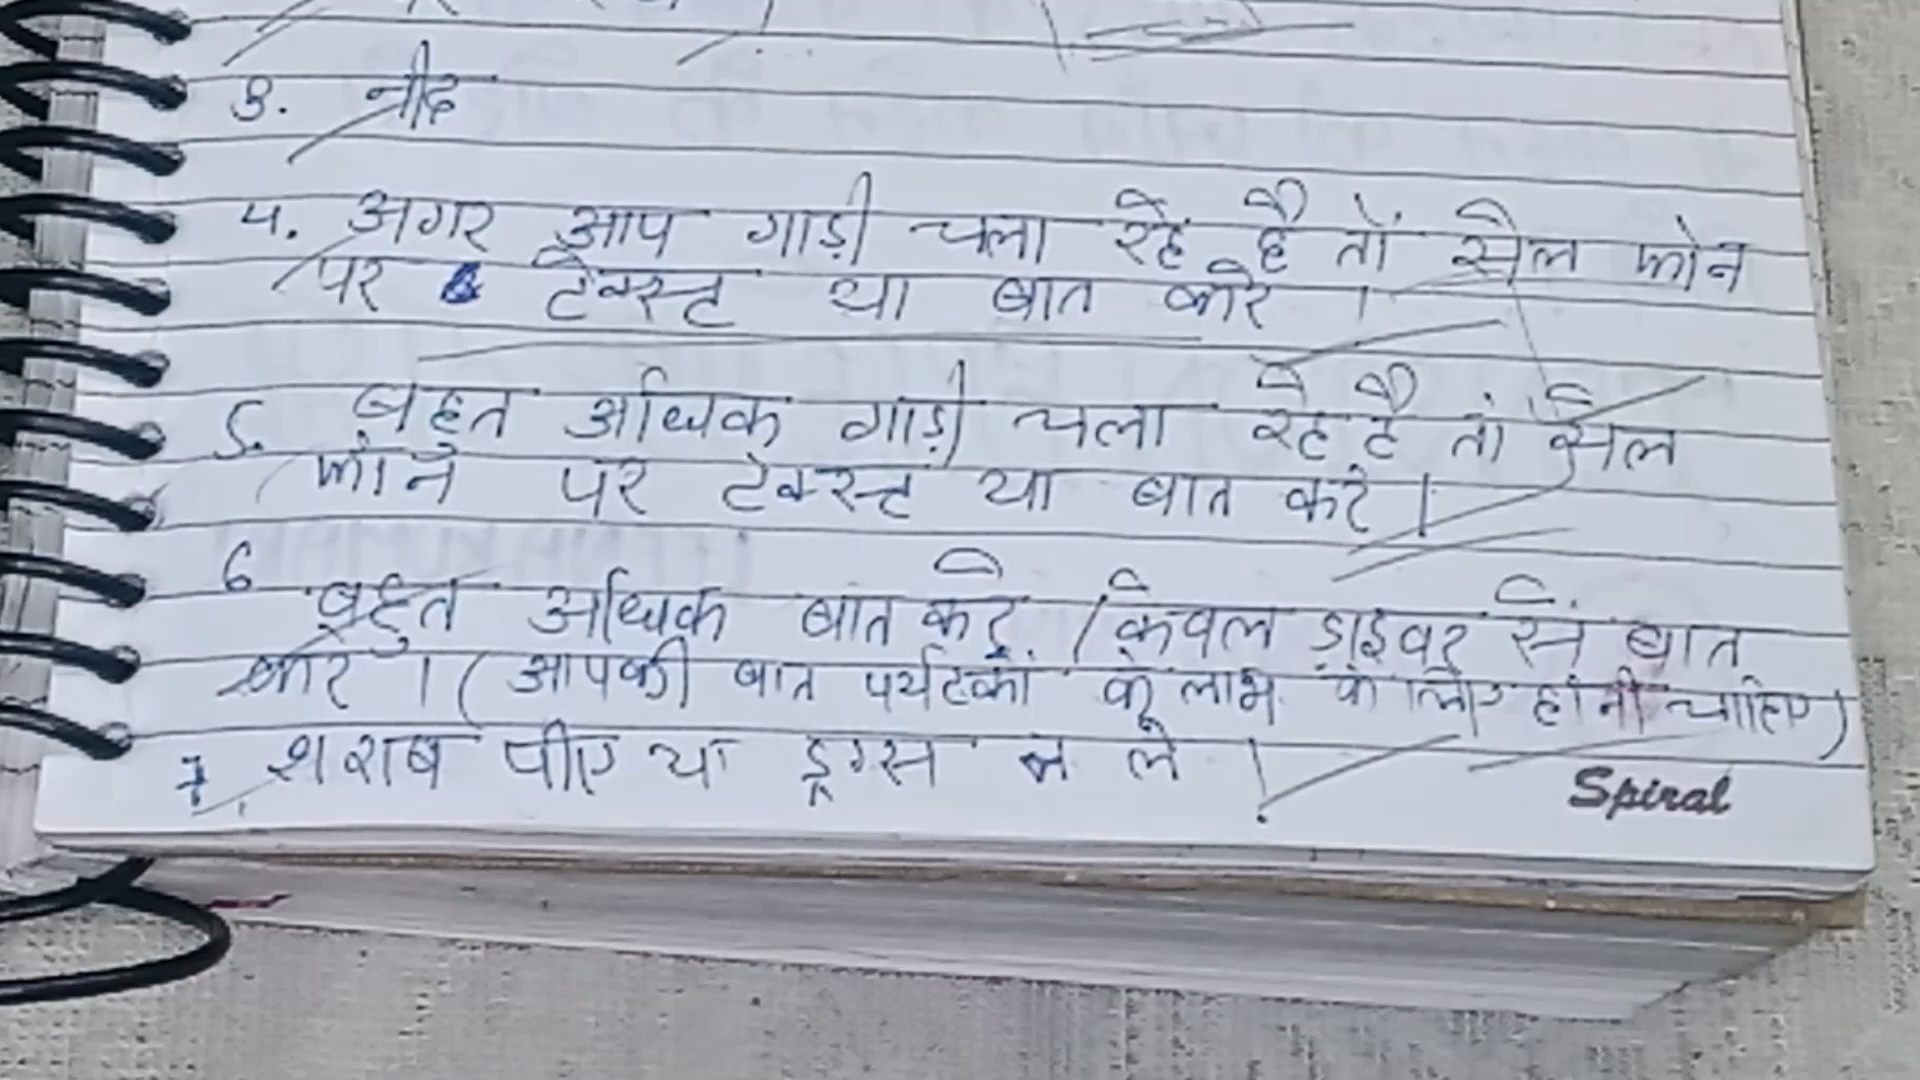 3. नींद
4. अगर आप गाड़ी चला रहे है तो सैल फोन
पर टेक्स्ट या बात करे ।
5. बहुत अधिक गाड़ी चला रहे है तो सैल
फोन पर टेक्स्ट या बात करे ।
6 बहुत अधिक बात करे । केवल ड्राइवर से बात
करे । ( आपकी बात पर्यटकों के लाभ के लिए होनी चाहिए )
7. शराब पीए या ड्रग्स न ले ।
Spiral